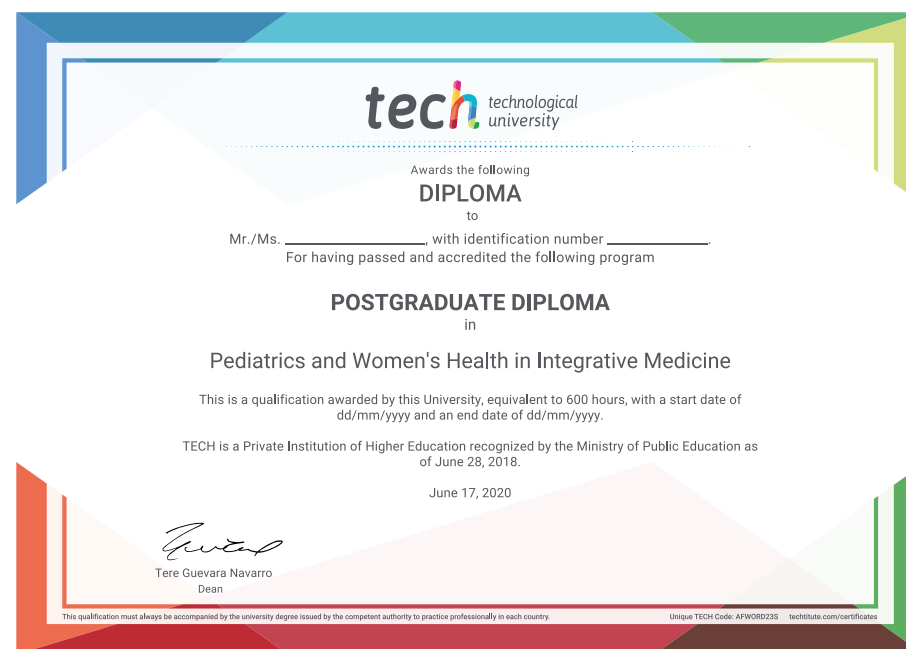 tech technological
university
Awards the following
DIPLOMA
to
Mr./Ms. ____________________, with identification number ______________.
For having passed and accredited the following program
POSTGRADUATE DIPLOMA
in
Pediatrics and Women's Health in Integrative Medicine
This is a qualification awarded by this University, equivalent to 600 hours, with a start date of
dd/mm/yyyy and an end date of dd/mm/yyyy.
TECH is a Private Institution of Higher Education recognized by the Ministry of Public Education as
of June 28, 2018.
June 17, 2020
Tere Guevara Navarro
Dean
This qualification must always be accompanied by the university degree issued by the competent authority to practice professionally in each country.
Unique TECH Code: AFWORD23S techtitute.com/certificates